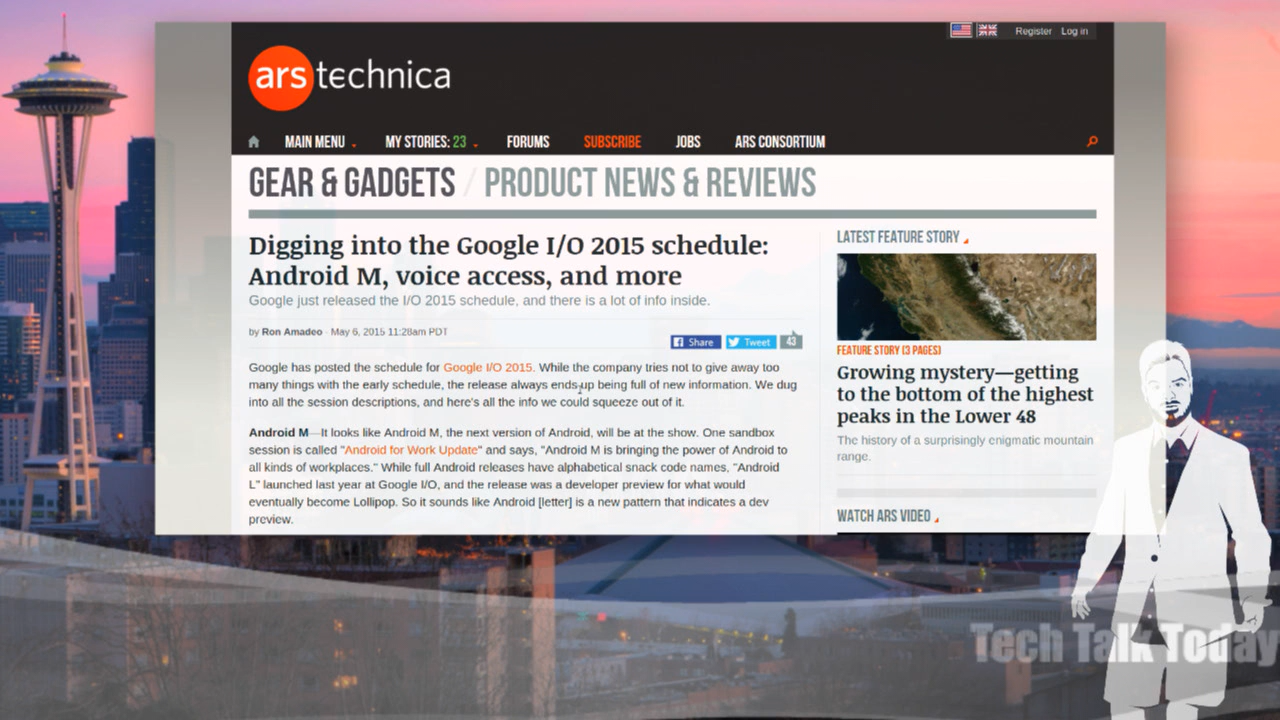 Register Log in
ars technica
MAIN MENU
MY STORIES: 23
FORUMS
SUBSCRIBE
JOBS
ARS CONSORTIUM
GEAR & GADGETS / PRODUCT NEWS & REVIEWS
Digging into the Google I/O 2015 schedule:
Android M, voice access, and more
Google just released the I/O 2015 schedule, and there is a lot of info inside.
by Ron Amadeo - May 6, 2015 11:28am PDT
Share
Tweet
43
Google has posted the schedule for Google I/O 2015. While the company tries not to give away too
many things with the early schedule, the release always ends up being full of new information. We dug
into all the session descriptions, and here's all the info we could squeeze out of it.
Android M—It looks like Android M, the next version of Android, will be at the show. One sandbox
session is called "Android for Work Update" and says, "Android M is bringing the power of Android to
all kinds of workplaces." While full Android releases have alphabetical snack code names, "Android
L" launched last year at Google I/O, and the release was a developer preview for what would
eventually become Lollipop. So it sounds like Android [letter] is a new pattern that indicates a dev
preview.
LATEST FEATURE STORY
FEATURE STORY (3 PAGES)
Growing mystery—getting
to the bottom of the highest
peaks in the Lower 48
The history of a surprisingly enigmatic mountain
range.
WATCH ARS VIDEO
Tech Talk Today